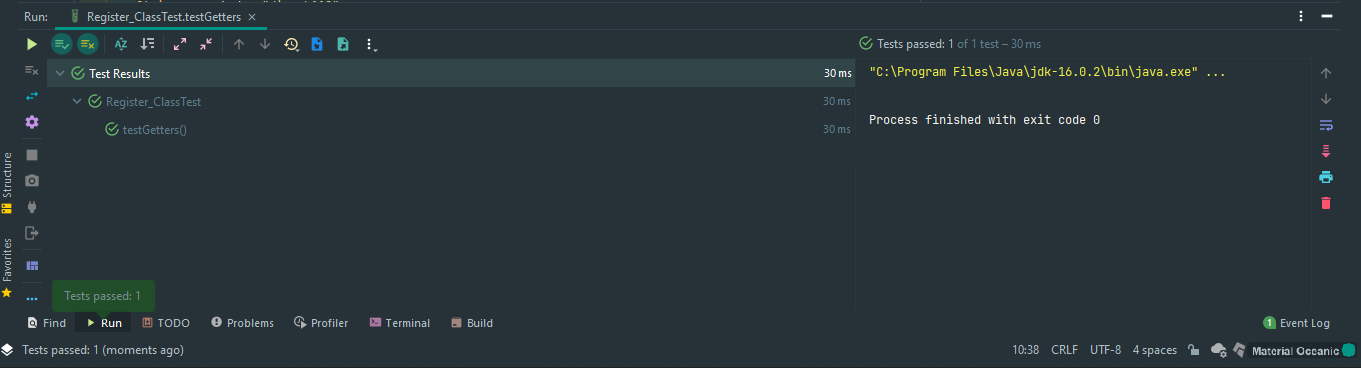 Run: Register_ClassTest.testGetters
Tests passed: 1 of 1 test – 30 ms
Test Results 30 ms
Register_ClassTest 30 ms
testGetters() 30 ms
"C:\Program Files\Java\jdk-16.0.2\bin\java.exe" ...
Process finished with exit code 0
Structure
Favorites
Tests passed: 1
Find Run TODO Problems Profiler Terminal Build 1 Event Log
Tests passed: 1 (moments ago) 10:38 CRLF UTF-8 4 spaces Material Oceanic